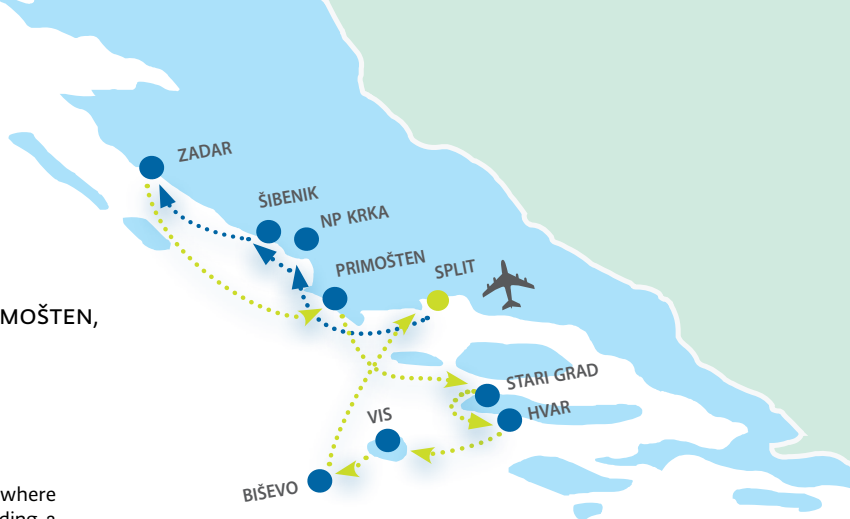 ZADAR
ŠIBENIK
NP KRKA
PRIMOŠTEN
SPLIT
MOŠTEN,
STARI GRAD
HVAR
VIS
BIŠEVO
where